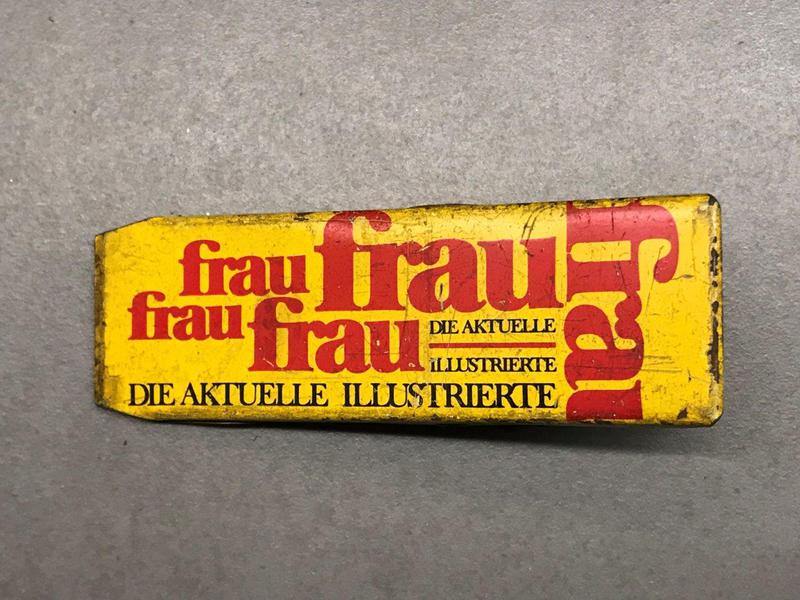 frau
frau
frau
frau
DIE AKTUELLE
ILLUSTRIERTE
DIE AKTUELLE ILLUSTRIERTE
frau